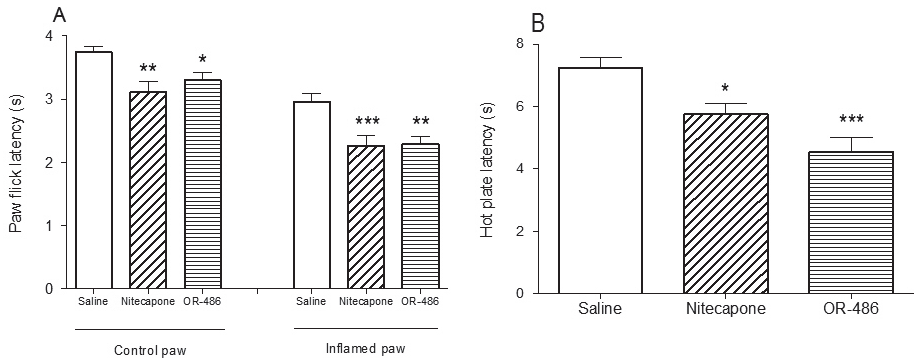 A
Paw flick latency (s)
4
3
2
1
0
**
*
***
**
Saline
Nitecapone
OR-486
Saline
Nitecapone
OR-486
Control paw
Inflamed paw
B
Hot plate latency (s)
8
6
4
2
0
*
***
Saline
Nitecapone
OR-486